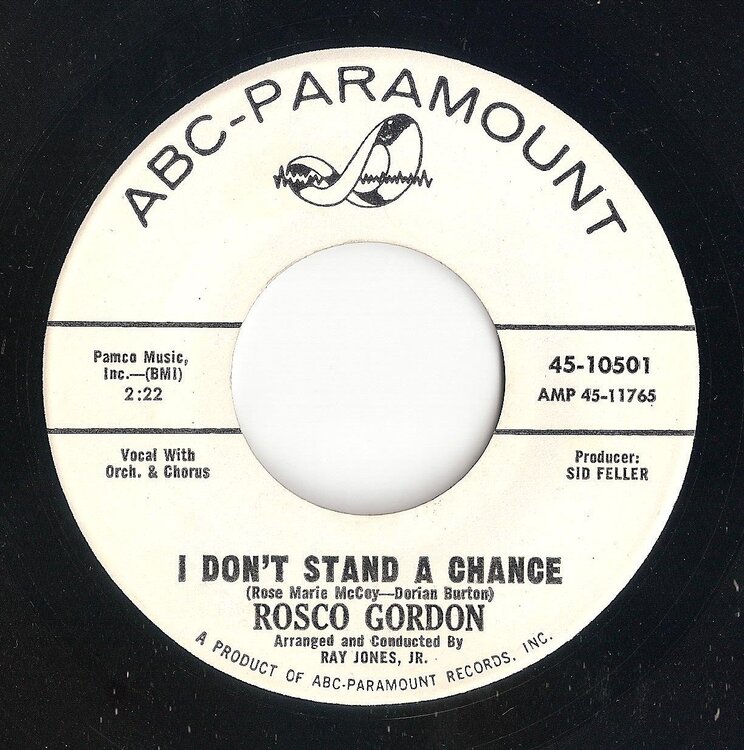 ABC-PARAMOUNT
Pamco Music,
Inc.—(BMI)
2:22
45-10501
AMP 45-11765
Vocal With
Orch. & Chorus
Producer:
SID FELLER
I DON'T STAND A CHANCE
(Rose Marie McCoy—Dorian Burton)
ROSCO GORDON
Arranged and Conducted By
RAY JONES, JR.
A PRODUCT OF ABC-PARAMOUNT RECORDS, INC.